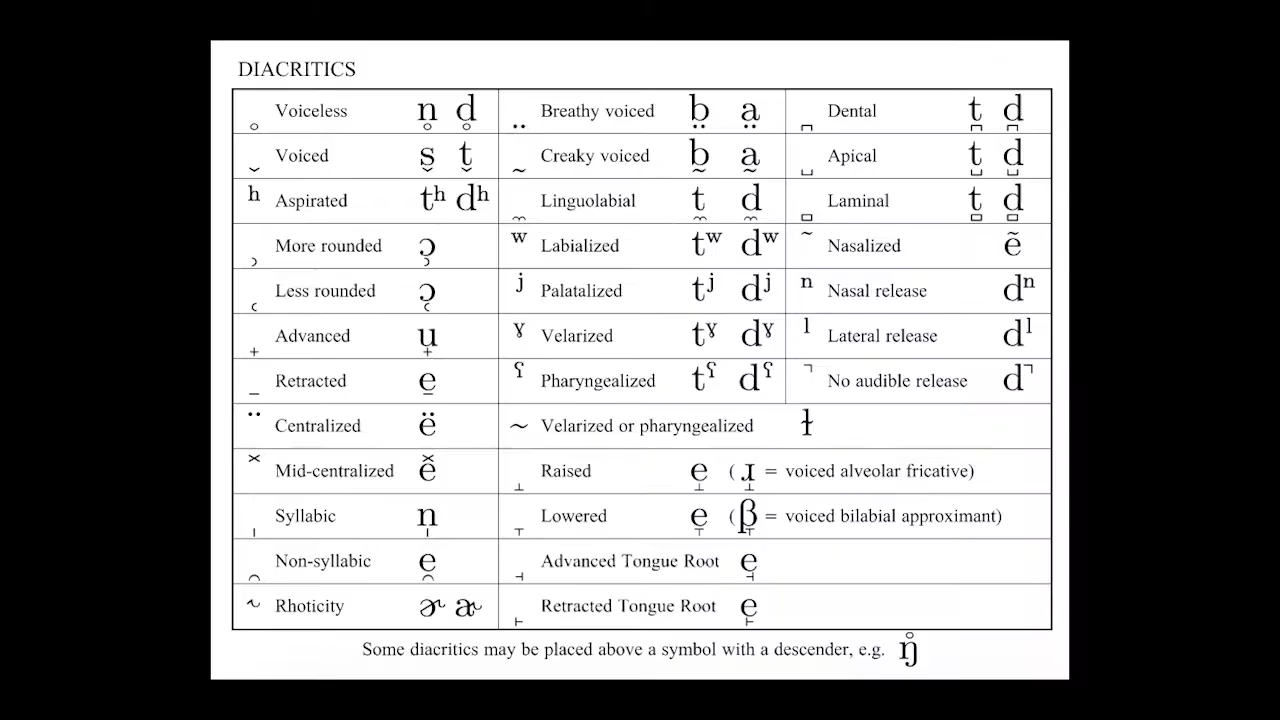 DIACRITICS
̥ Voiceless n̥ d̥ ̤ Breathy voiced b̤ a̤ ̪ Dental t̪ d̪
̬ Voiced s̬ t̬ ̰ Creaky voiced b̰ a̰ ̺ Apical t̺ d̺
ʰ Aspirated tʰ dʰ ̼ Linguolabial t̼ d̼ ̻ Laminal t̻ d̻
̹ More rounded ɔ̹ ʷ Labialized tʷ dʷ ̃ Nasalized ẽ
̜ Less rounded ɔ̜ ʲ Palatalized tʲ dʲ ⁿ Nasal release dⁿ
̟ Advanced u̟ ˠ Velarized tˠ dˠ ˡ Lateral release dˡ
̠ Retracted e̠ ˤ Pharyngealized tˤ dˤ ̚ No audible release d̚
̈ Centralized ë ̴ Velarized or pharyngealized ɫ
̽ Mid-centralized e̽ ̝ Raised e̝ (ɹ̝ = voiced alveolar fricative)
̩ Syllabic n̩ ̞ Lowered e̞ (β̞ = voiced bilabial approximant)
̯ Non-syllabic e̯ ̘ Advanced Tongue Root e̘
˞ Rhoticity ɚ a˞ ̙ Retracted Tongue Root e̙
Some diacritics may be placed above a symbol with a descender, e.g. ŋ̊